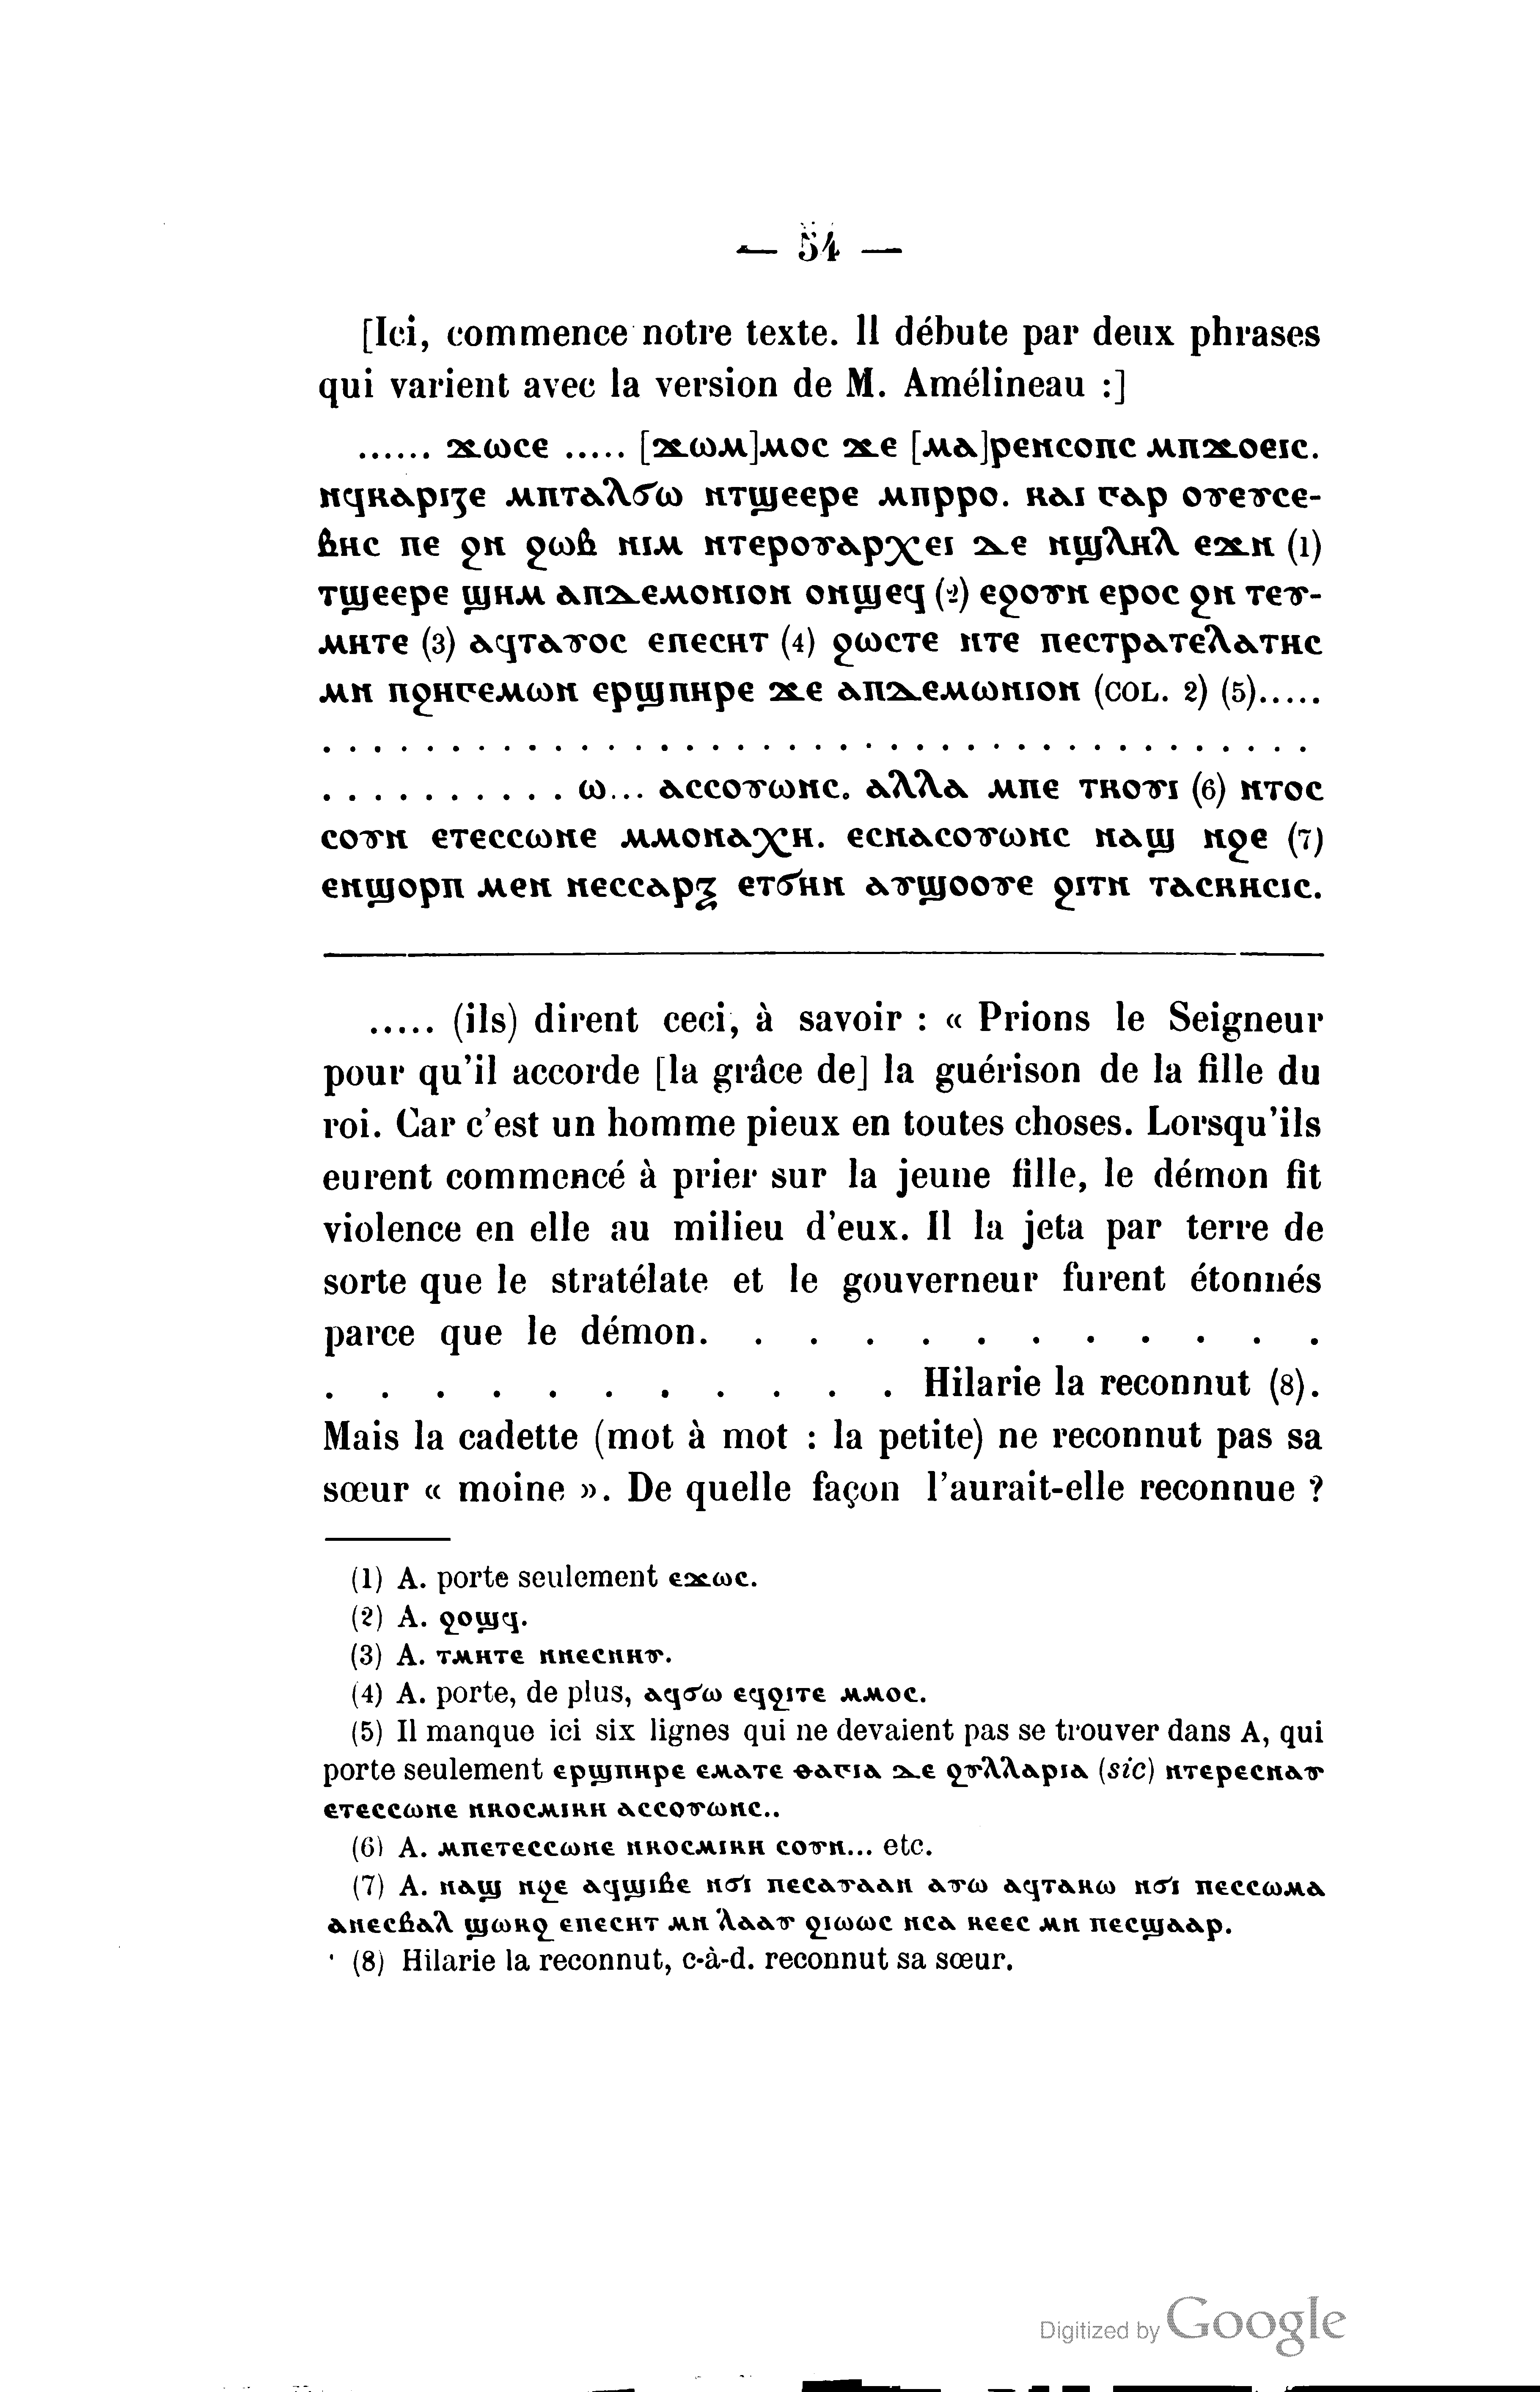 — 54 —
[Ici, commence notre texte. Il débute par deux phrases
qui varient avec la version de M. Amélineau :]
...... ϫⲱⲥⲉ ..... [ϫⲱⲙ]ⲙⲟⲥ ϫⲉ [ⲙⲁ]ⲣⲉⲛⲥⲟⲡⲥ ⲙⲡϫⲟⲉⲓⲥ.
ⲛϥⲕⲁⲣⲓⲍⲉ ⲙⲡⲧⲁⲗϭⲱ ⲛⲧϣⲉⲉⲣⲉ ⲙⲡⲣⲣⲟ. ⲕⲁⲓ ⲅⲁⲣ ⲟⲩⲉⲩⲥⲉ-
ⲃⲏⲥ ⲡⲉ ϩⲛ ϩⲱⲃ ⲛⲓⲙ ⲛⲧⲉⲣⲟⲩⲁⲣⲭⲉⲓ ⲇⲉ ⲛϣⲗⲏⲗ ⲉϫⲛ (1)
ⲧϣⲉⲉⲣⲉ ϣⲏⲙ ⲁⲡⲇⲉⲙⲟⲛⲓⲟⲛ ⲟⲛϣⲉϥ (2) ⲉϩⲟⲩⲛ ⲉⲣⲟⲥ ϩⲛ ⲧⲉⲩ-
ⲙⲏⲧⲉ (3) ⲁϥⲧⲁⲩⲟⲥ ⲉⲡⲉⲥⲏⲧ (4) ϩⲱⲥⲧⲉ ⲛⲧⲉ ⲡⲉⲥⲧⲣⲁⲧⲉⲗⲁⲧⲏⲥ
ⲙⲛ ⲡϩⲏⲅⲉⲙⲱⲛ ⲉⲣϣⲡⲏⲣⲉ ϫⲉ ⲁⲡⲇⲉⲙⲱⲛⲓⲟⲛ (COL. 2) (5).....
. . . . . . . . . . . . . . . . . . . . . . . . . . . . . . . . . . . . . . .
. . . . . . . . . . ⲱ... ⲁⲥⲥⲟⲩⲱⲛⲥ. ⲁⲗⲗⲁ ⲙⲡⲉ ⲧⲕⲟⲩⲓ (6) ⲛⲧⲟⲥ
ⲥⲟⲩⲛ ⲉⲧⲉⲥⲥⲱⲛⲉ ⲙⲙⲟⲛⲁⲭⲏ. ⲉⲥⲛⲁⲥⲟⲩⲱⲛⲥ ⲛⲁϣ ⲛϩⲉ (7)
ⲉⲛϣⲟⲣⲡ ⲙⲉⲛ ⲛⲉⲥⲥⲁⲣⲝ ⲉⲧϭⲏⲛ ⲁⲩϣⲟⲟⲩⲉ ϩⲓⲧⲛ ⲧⲁⲥⲕⲏⲥⲓⲥ.
..... (ils) dirent ceci, à savoir : « Prions le Seigneur
pour qu'il accorde [la grâce de] la guérison de la fille du
roi. Car c'est un homme pieux en toutes choses. Lorsqu'ils
eurent commencé à prier sur la jeune fille, le démon fit
violence en elle au milieu d'eux. Il la jeta par terre de
sorte que le stratélate et le gouverneur furent étonnés
parce que le démon. . . . . . . . . . . .
. . . . . . . . . . . Hilarie la reconnut (8).
Mais la cadette (mot à mot : la petite) ne reconnut pas sa
sœur « moine ». De quelle façon l'aurait-elle reconnue ?
(1) A. porte seulement ⲉϫⲱⲥ.
(2) A. ϩⲟϣϥ.
(3) A. ⲧⲙⲏⲧⲉ ⲛⲛⲉⲥⲛⲏⲩ.
(4) A. porte, de plus, ⲁϥϭⲱ ⲉϥϩⲓⲧⲉ ⲙⲙⲟⲥ.
(5) Il manque ici six lignes qui ne devaient pas se trouver dans A, qui
porte seulement ⲉⲣϣⲡⲏⲣⲉ ⲉⲙⲁⲧⲉ ⲑⲁⲅⲓⲁ ⲇⲉ ϩⲩⲗⲗⲁⲣⲓⲁ (sic) ⲛⲧⲉⲣⲉⲥⲛⲁⲩ
ⲉⲧⲉⲥⲥⲱⲛⲉ ⲛⲕⲟⲥⲙⲓⲕⲏ ⲁⲥⲥⲟⲩⲱⲛⲥ..
(6) A. ⲙⲡⲉⲧⲉⲥⲥⲱⲛⲉ ⲛⲕⲟⲥⲙⲓⲕⲏ ⲥⲟⲩⲛ... etc.
(7) A. ⲛⲁϣ ⲛϩⲉ ⲁϥϣⲓⲃⲉ ⲛϭⲓ ⲡⲉⲥⲁⲩⲁⲁⲛ ⲁⲩⲱ ⲁϥⲧⲁⲕⲱ ⲛϭⲓ ⲡⲉⲥⲥⲱⲙⲁ
ⲁⲛⲉⲥⲃⲁⲗ ϣⲱⲕϩ ⲉⲡⲉⲥⲏⲧ ⲙⲛ ⲗⲁⲁⲩ ϩⲓⲱⲱⲥ ⲛⲥⲁ ⲕⲉⲉⲥ ⲙⲛ ⲡⲉⲥϣⲁⲁⲣ.
(8) Hilarie la reconnut, c-à-d. reconnut sa sœur.
Digitized by Google